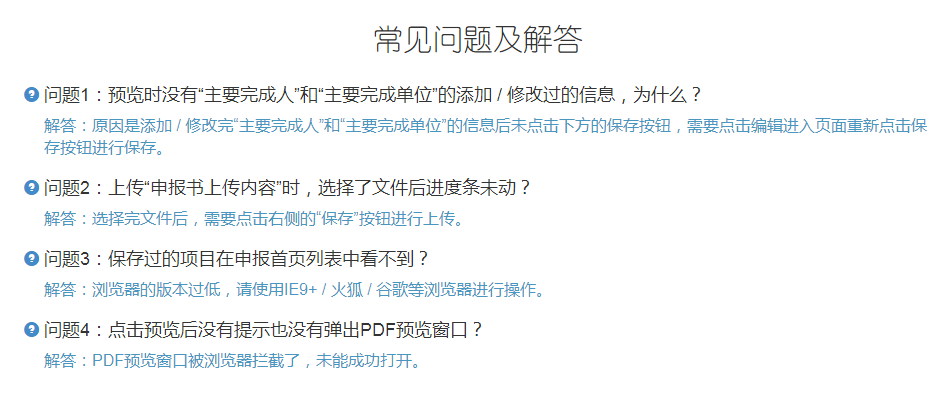 常见问题及解答
问题1：预览时没有“主要完成人”和“主要完成单位”的添加 / 修改过的信息，为什么？
解答：原因是添加 / 修改完“主要完成人”和“主要完成单位”的信息后未点击下方的保存按钮，需要点击编辑进入页面重新点击保
存按钮进行保存。
问题2：上传“申报书上传内容”时，选择了文件后进度条未动？
解答：选择完文件后，需要点击右侧的“保存”按钮进行上传。
问题3：保存过的项目在申报首页列表中看不到？
解答：浏览器的版本过低，请使用IE9+ / 火狐 / 谷歌等浏览器进行操作。
问题4：点击预览后没有提示也没有弹出PDF预览窗口？
解答：PDF预览窗口被浏览器拦截了，未能成功打开。